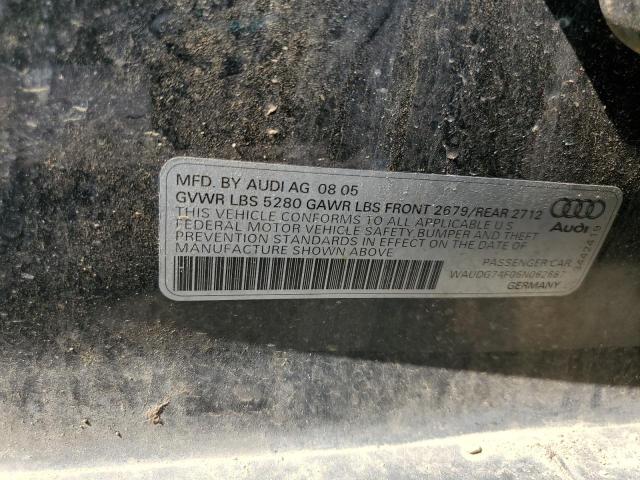 MFD. BY AUDI AG 08 05
GVWR LBS 5280 GAWR LBS FRONT 2679/REAR 2712
THIS VEHICLE CONFORMS TO ALL APPLICABLE U S
FEDERAL MOTOR VEHICLE SAFETY BUMPER AND THEFT
PREVENTION STANDARDS IN EFFECT ON THE DATE OF
MANUFACTURE SHOWN ABOVE
Audi
PASSENGER CAR
WAUDG74F06N062687
GERMANY